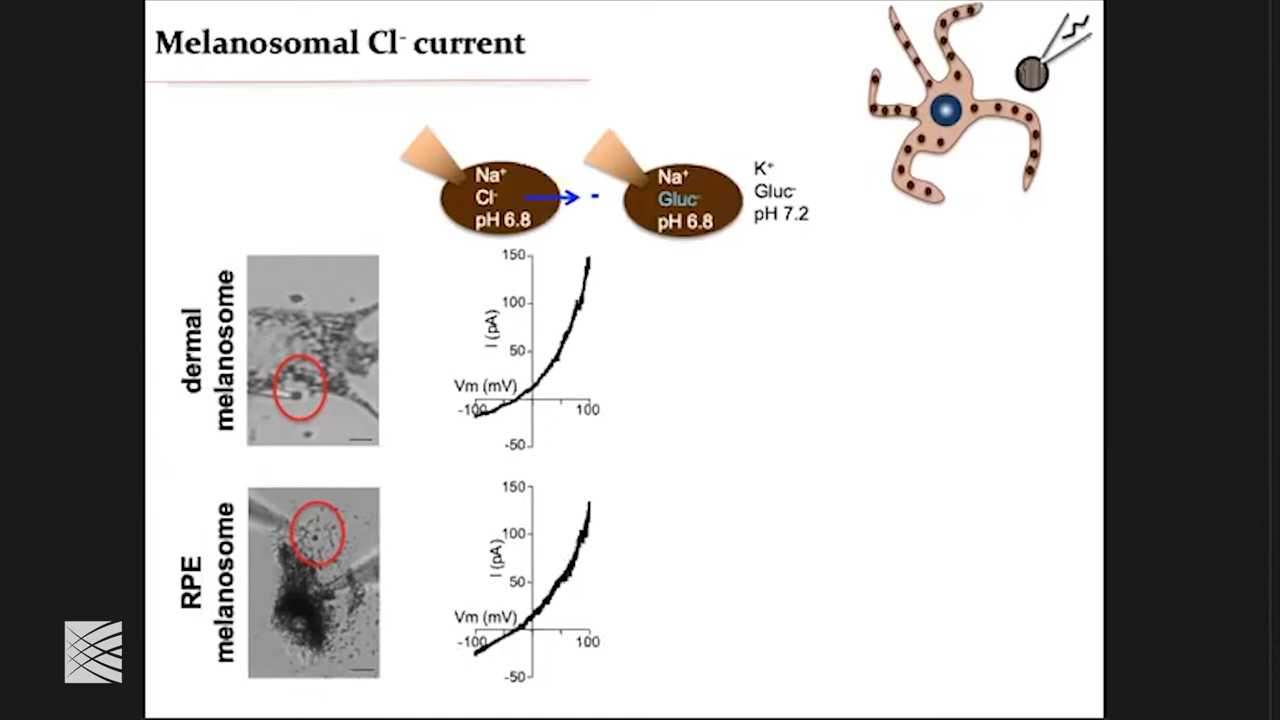 Melanosomal Cl⁻ current
Na⁺
Cl⁻
pH 6.8
Na⁺
Gluc⁻
pH 6.8
K⁺
Gluc⁻
pH 7.2
dermal
melanosome
150
100
50
I (pA)
Vm (mV)
-100
100
-50
RPE
melanosome
150
100
50
I (pA)
Vm (mV)
-100
100
-50